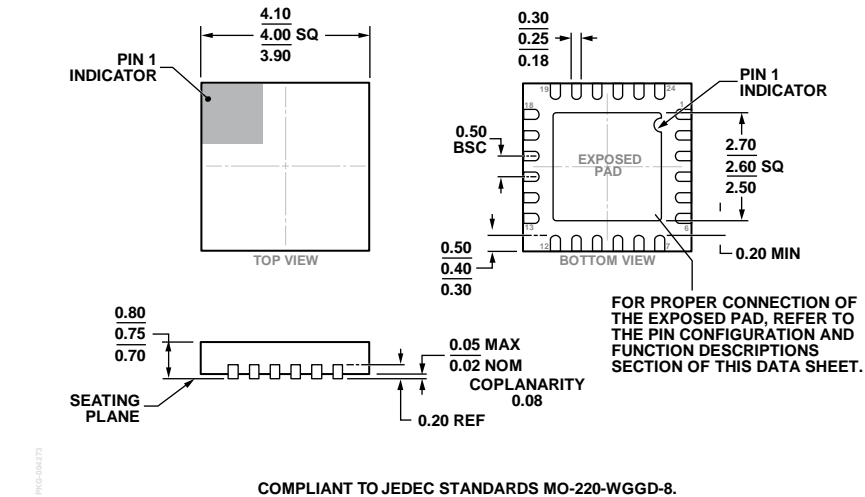 4.10
4.00 SQ
3.90
PIN 1
INDICATOR
TOP VIEW
0.30
0.25
0.18
PIN 1
INDICATOR
19
24
18
1
0.50
BSC
EXPOSED
PAD
2.70
2.60 SQ
2.50
13
6
12
7
BOTTOM VIEW
0.50
0.40
0.30
0.20 MIN
FOR PROPER CONNECTION OF
THE EXPOSED PAD, REFER TO
THE PIN CONFIGURATION AND
FUNCTION DESCRIPTIONS
SECTION OF THIS DATA SHEET.
0.80
0.75
0.70
SEATING
PLANE
0.05 MAX
0.02 NOM
COPLANARITY
0.08
0.20 REF
PKG-004273
COMPLIANT TO JEDEC STANDARDS MO-220-WGGD-8.